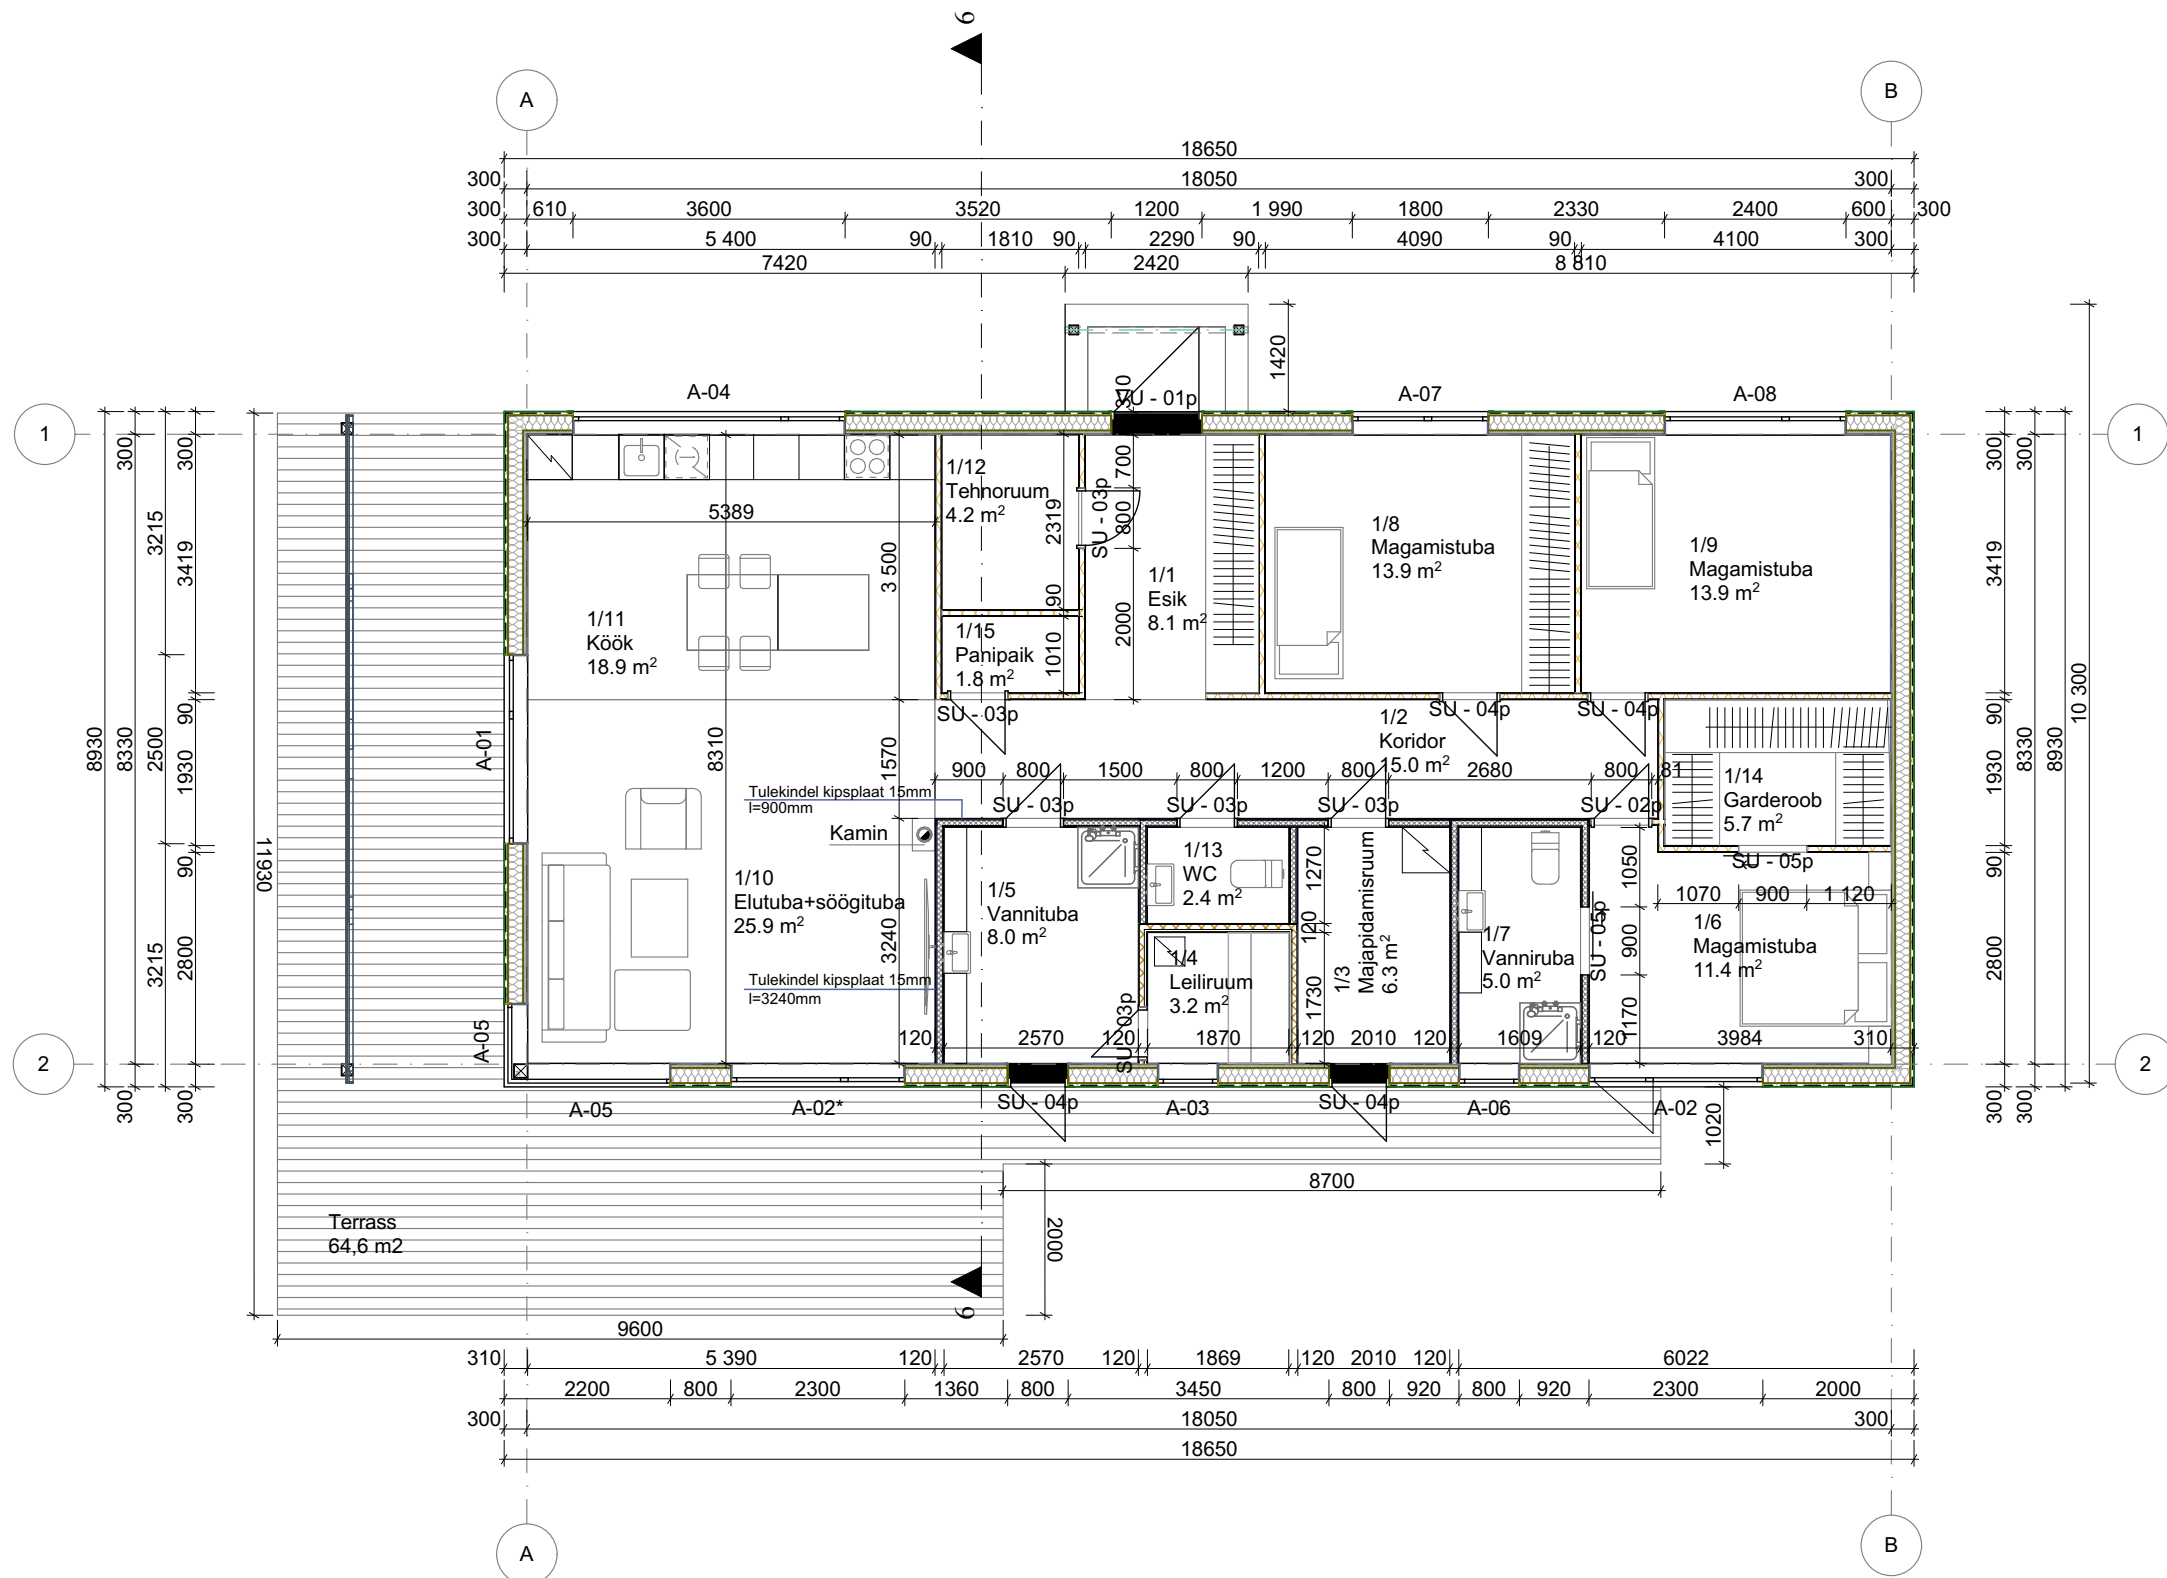 6
A
B
18650
300 18050 300
300 610 3600 3520 1200 1 990 1800 2330 2400 600 300
300 5 400 90 1810 90 2290 90 4090 90 4100 300
7420 2420 8 810
1420
310
A-04
VU - 01p
A-07
A-08
1
1
8930
8330
300
3215
2500
3215
300
300
3419
90
1930
90
2800
300
11930
10 300
300
3419
90
1930
90
2800
300
300
8330
300
8930
1/12
Tehnoruum
4.2 m²
5389
2319
90
1010
700
800
2000
SU - 03p
3 500
1570
3240
8310
1/1
Esik
8.1 m²
1/8
Magamistuba
13.9 m²
1/9
Magamistuba
13.9 m²
1/11
Köök
18.9 m²
1/15
Panipaik
1.8 m²
SU - 03p
SU - 04p
SU - 04p
1/2
Koridor
15.0 m²
A-01
900 800 1500 800 1200 800 2680 800 81
SU - 03p
SU - 03p
SU - 03p
SU - 02p
1/14
Garderoob
5.7 m²
SU - 05p
Tulekindel kipsplaat 15mm
l=900mm
Kamin
1/10
Elutuba+söögituba
25.9 m²
Tulekindel kipsplaat 15mm
l=3240mm
1/5
Vannituba
8.0 m²
1/13
WC
2.4 m²
1270
120
1730
1/3
Majapidamisruum
6.3 m²
1/4
Leiliruum
3.2 m²
SU - 03p
1/7
Vanniruba
5.0 m²
SU - 05p
1050
900
1170
1070 900 1 120
1/6
Magamistuba
11.4 m²
120 2570 120 1870 120 2010 120 1609 120 3984 310
A-05
2
2
A-05
A-02*
SU - 04p
A-03
SU - 04p
A-06
A-02
1020
8700
2000
Terrass
64,6 m2
6
9600
310 5 390 120 2570 120 1869 120 2010 120 6022
2200 800 2300 1360 800 3450 800 920 800 920 2300 2000
300 18050 300
18650
A
B